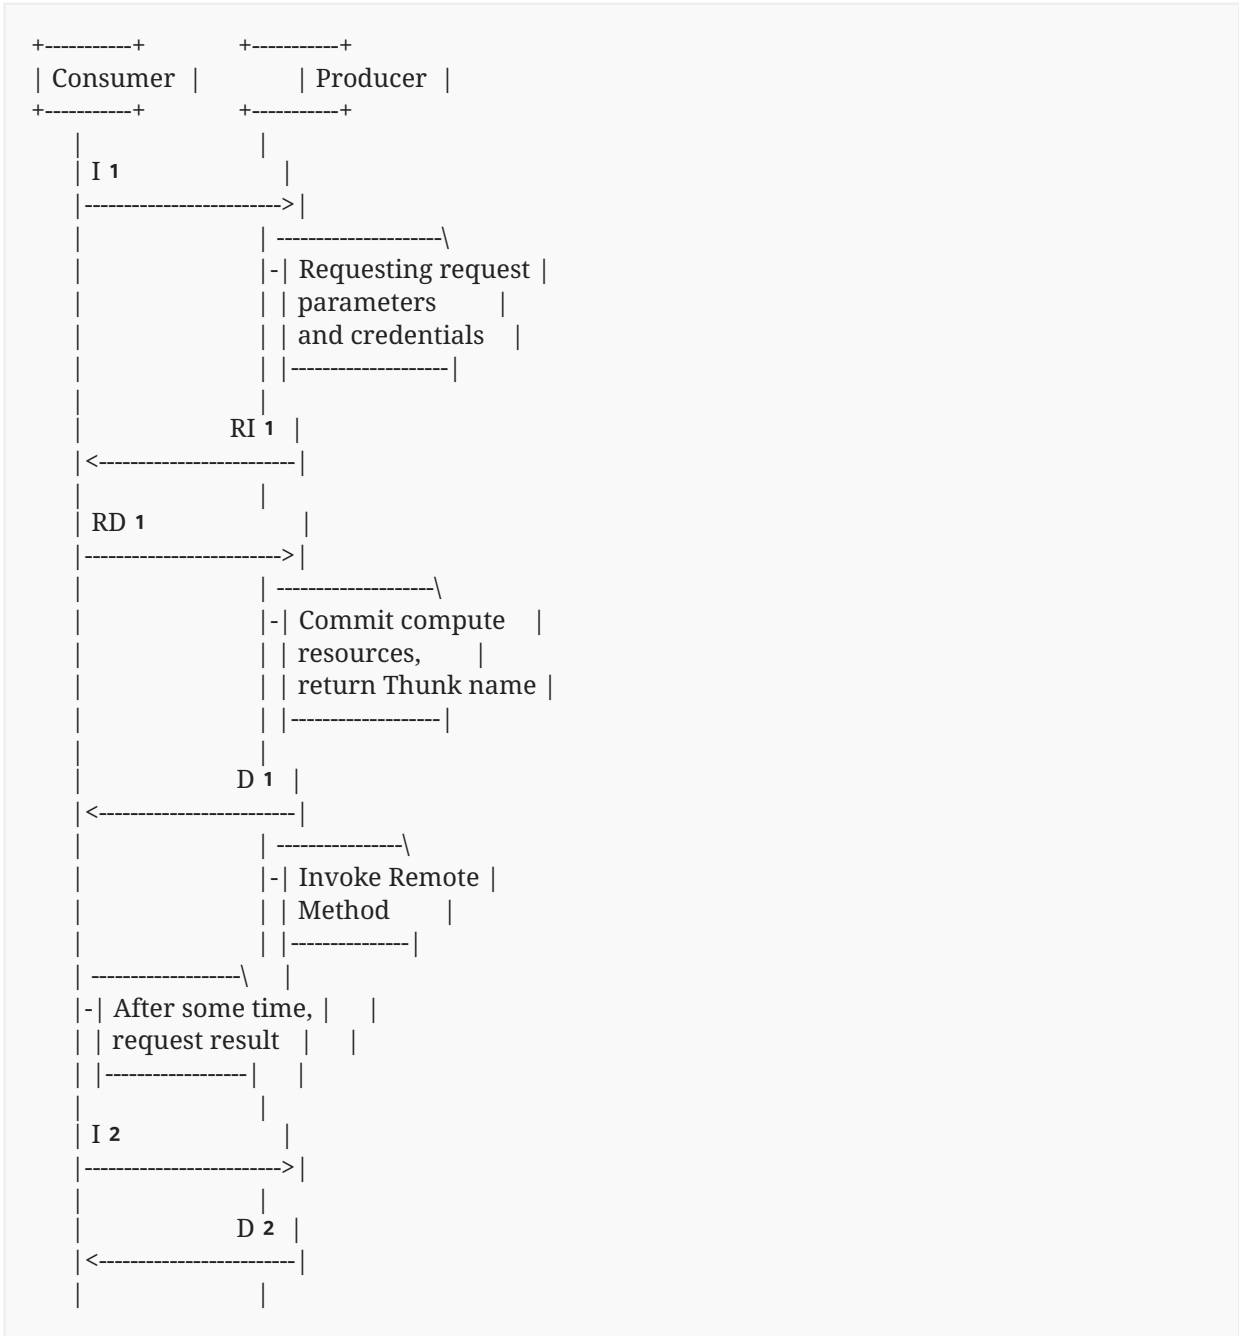 +-----------+ +-----------+
| Consumer | | Producer |
+-----------+ +-----------+
| |
| I 1 |
|------------------------->|
| | ---------------------\
| |-| Requesting request |
| | | parameters |
| | | and credentials |
| | |--------------------|
| |
| RI 1 |
|<-------------------------|
| |
| RD 1 |
|------------------------->|
| | --------------------\
| |-| Commit compute |
| | | resources, |
| | | return Thunk name |
| | |-------------------|
| |
| D 1 |
|<-------------------------|
| | ----------------\
| |-| Invoke Remote |
| | | Method |
| | |---------------|
| -------------------\ |
|-| After some time, | |
| | request result | |
| |------------------| |
| |
| I 2 |
|------------------------->|
| |
| D 2 |
|<-------------------------|
| |